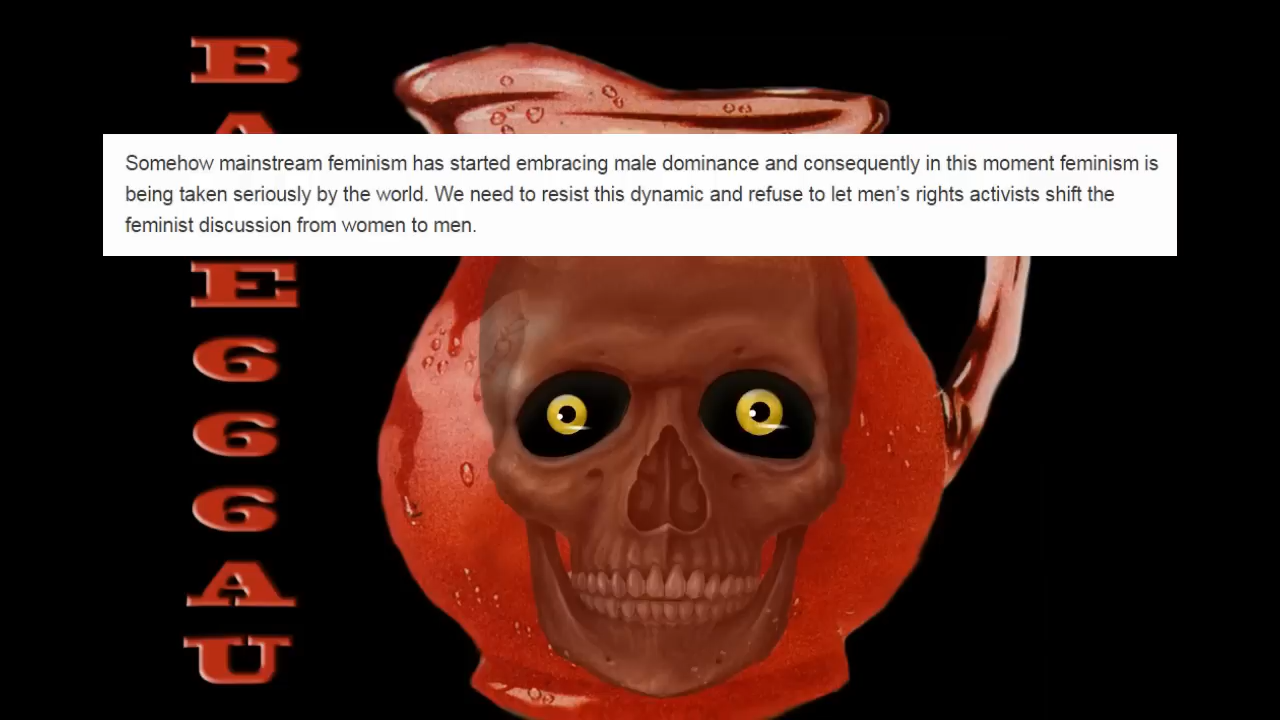 BA
Somehow mainstream feminism has started embracing male dominance and consequently in this moment feminism is
being taken seriously by the world. We need to resist this dynamic and refuse to let men’s rights activists shift the
feminist discussion from women to men.
E666AU